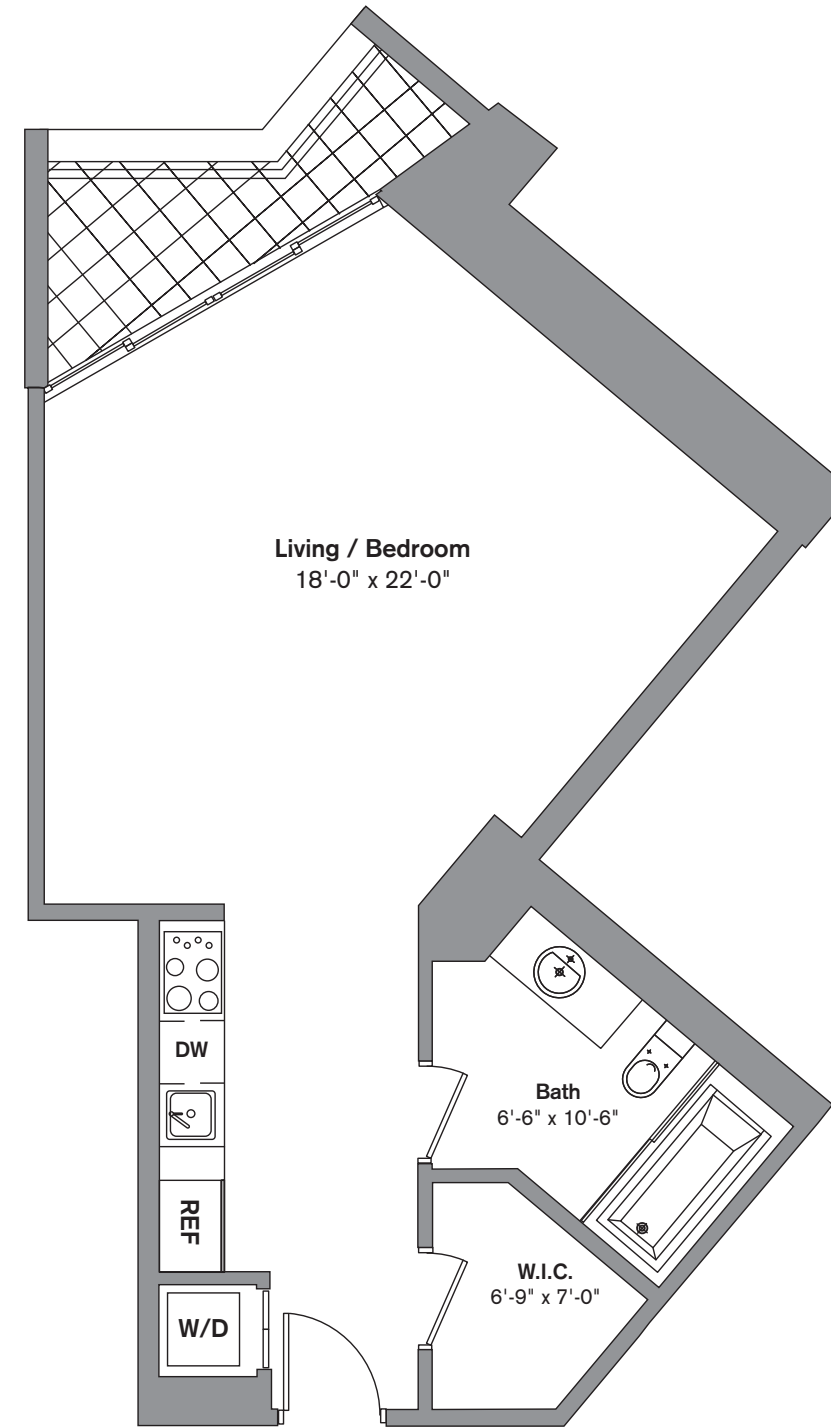 Living / Bedroom
18'-0" x 22'-0"
DW
Bath
6'-6" x 10'-6"
REF
W.I.C.
6'-9" x 7'-0"
W/D